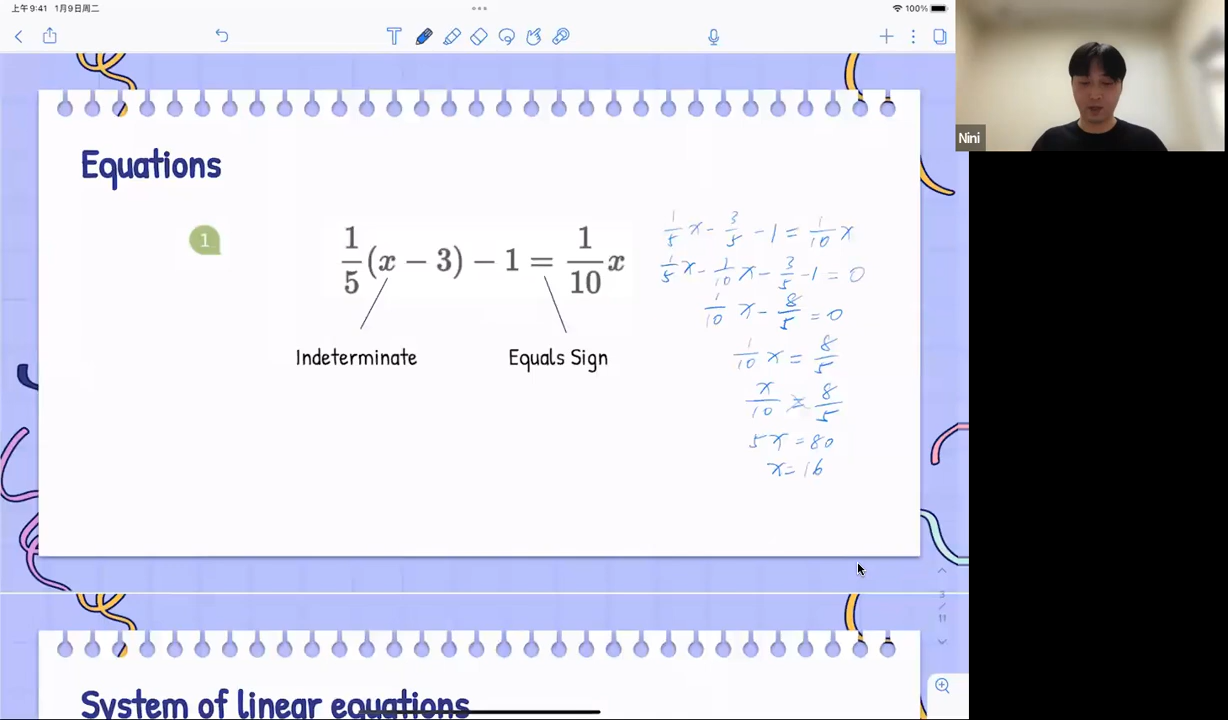 上午9:41 1月9日周二
100%
Nini
Equations
1
1/5 (x − 3) − 1 = 1/10 x
Indeterminate
Equals Sign
1/5 x - 3/5 - 1 = 1/10 x
1/5 x - 1/10 x - 3/5 - 1 = 0
1/10 x - 8/5 = 0
1/10 x = 8/5
x/10 = 8/5
5x = 80
x = 16
3
/
11
System of linear equations